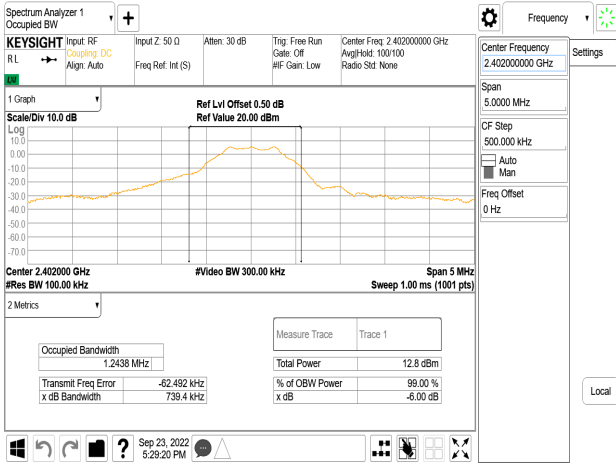 Spectrum Analyzer 1
Occupied BW
Frequency
KEYSIGHT
R L
LNI
Input: RF
Coupling: DC
Align: Auto
Input Z: 50 Ω
Freq Ref: Int (S)
Atten: 30 dB
Trig: Free Run
Gate: Off
#IF Gain: Low
Center Freq: 2.402000000 GHz
Avg|Hold: 100/100
Radio Std: None
Center Frequency
2.402000000 GHz
Settings
Span
5.0000 MHz
CF Step
500.000 kHz
Auto
Man
Freq Offset
0 Hz
Local
1 Graph
Scale/Div 10.0 dB
Ref Lvl Offset 0.50 dB
Ref Value 20.00 dBm
Log
10.0
0.00
-10.0
-20.0
-30.0
-40.0
-50.0
-60.0
-70.0
Center 2.402000 GHz
#Video BW 300.00 kHz
Span 5 MHz
#Res BW 100.00 kHz
Sweep 1.00 ms (1001 pts)
2 Metrics
Measure Trace
Trace 1
Occupied Bandwidth
1.2438 MHz
Total Power
12.8 dBm
Transmit Freq Error
-62.492 kHz
% of OBW Power
99.00 %
x dB Bandwidth
739.4 kHz
x dB
-6.00 dB
Sep 23, 2022
5:29:20 PM